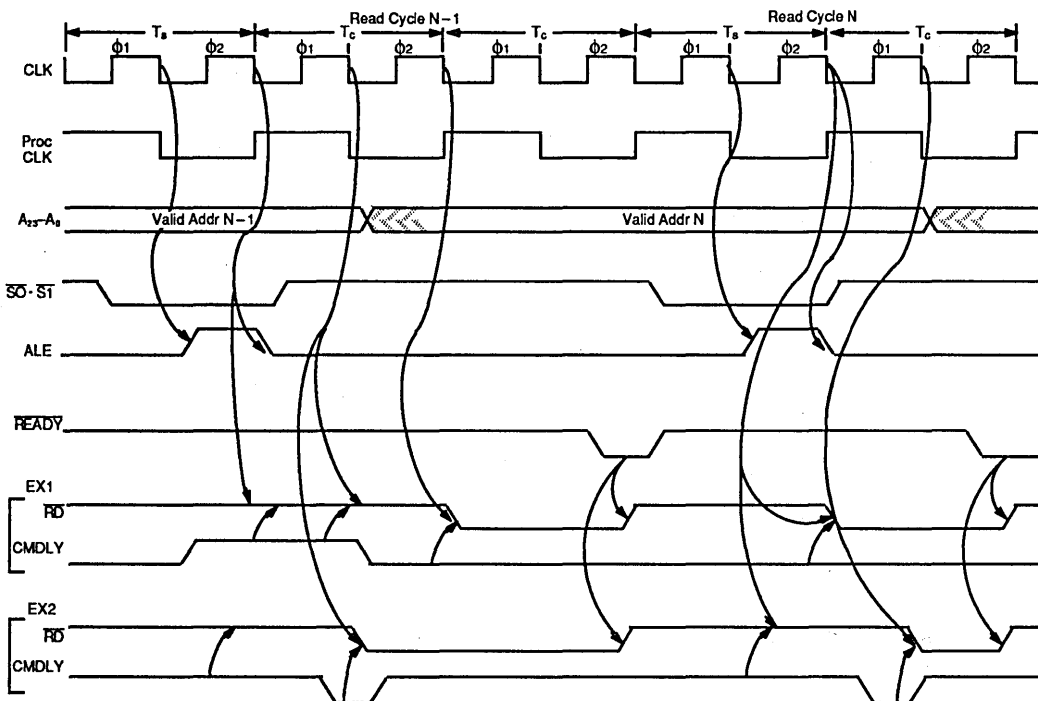 Read Cycle N-1 Read Cycle N
Ts Tc Tc Ts Tc
Φ1 Φ2 Φ1 Φ2 Φ1 Φ2 Φ1 Φ2 Φ1 Φ2
CLK
Proc
CLK
A23-A0 Valid Addr N-1 Valid Addr N
S0·S1
ALE
READY
EX1
RD
CMDLY
EX2
RD
CMDLY